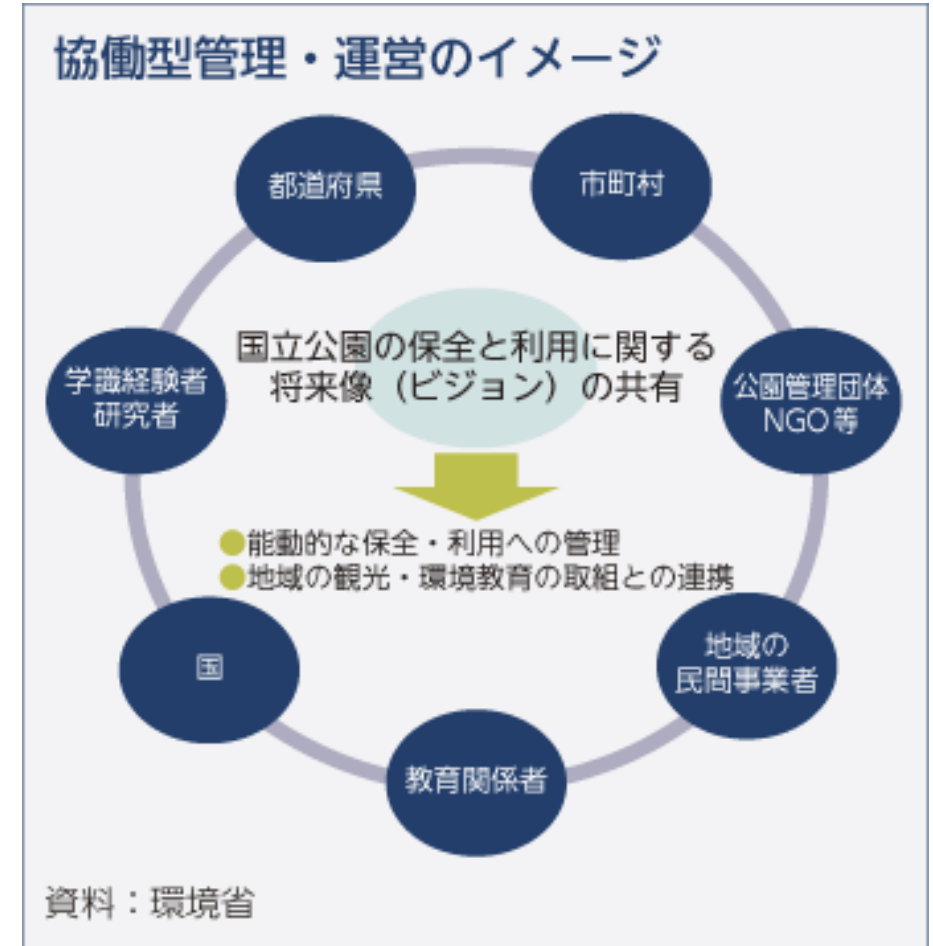 協働型管理・運営のイメージ
都道府県
市町村
国立公園の保全と利用に関する
将来像（ビジョン）の共有
学識経験者
研究者
公園管理団体
NGO等
●能動的な保全・利用への管理
●地域の観光・環境教育の取組との連携
国
地域の
民間事業者
教育関係者
資料：環境省